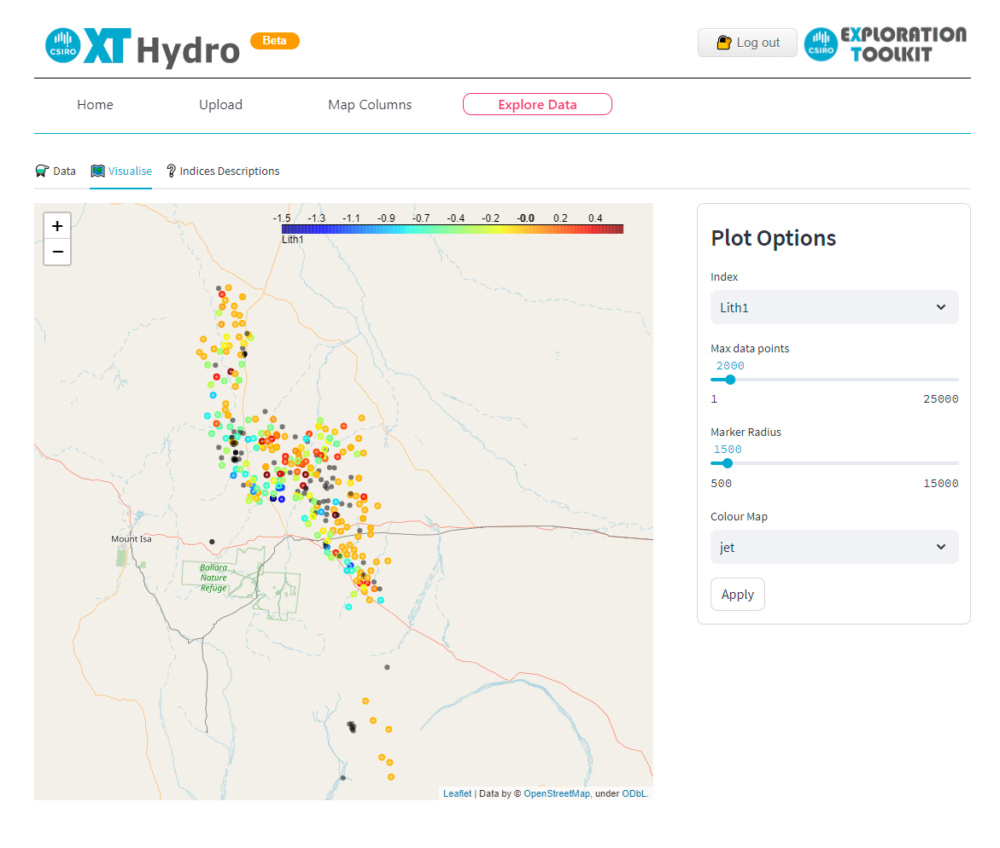 CSIRO XT Hydro Beta
Log out
CSIRO EXPLORATION
TOOLKIT
Home Upload Map Columns Explore Data
Data Visualise Indices Descriptions
+
−
-1.5 -1.3 -1.1 -0.9 -0.7 -0.4 -0.2 -0.0 0.2 0.4
Lith1
Mount Isa
Ballara
Nature
Refuge
Leaflet | Data by © OpenStreetMap, under ODbL.
Plot Options
Index
Lith1
Max data points
2000
1 25000
Marker Radius
1500
500 15000
Colour Map
jet
Apply